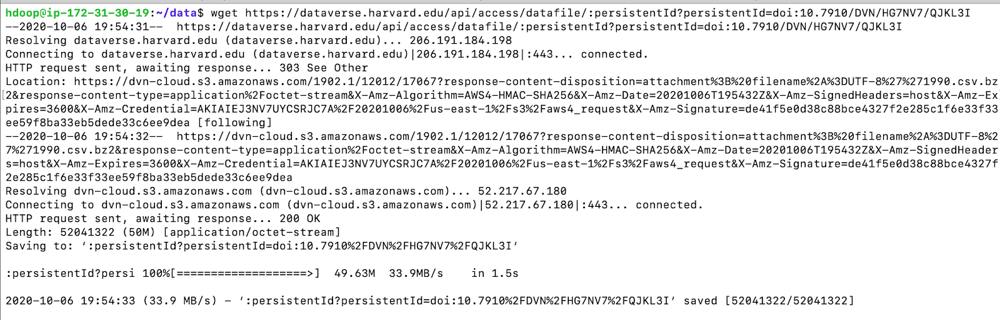 hdoop@ip-172-31-30-19:~/data$ wget https://dataverse.harvard.edu/api/access/datafile/:persistentId?persistentId=doi:10.7910/DVN/HG7NV7/QJKL3I
--2020-10-06 19:54:31--  https://dataverse.harvard.edu/api/access/datafile/:persistentId?persistentId=doi:10.7910/DVN/HG7NV7/QJKL3I
Resolving dataverse.harvard.edu (dataverse.harvard.edu)... 206.191.184.198
Connecting to dataverse.harvard.edu (dataverse.harvard.edu)|206.191.184.198|:443... connected.
HTTP request sent, awaiting response... 303 See Other
Location: https://dvn-cloud.s3.amazonaws.com/1902.1/12012/17067?response-content-disposition=attachment%3B%20filename%2A%3DUTF-8%27%271990.csv.bz
2&response-content-type=application%2Foctet-stream&X-Amz-Algorithm=AWS4-HMAC-SHA256&X-Amz-Date=20201006T195432Z&X-Amz-SignedHeaders=host&X-Amz-Ex
pires=3600&X-Amz-Credential=AKIAIEJ3NV7UYCSRJC7A%2F20201006%2Fus-east-1%2Fs3%2Faws4_request&X-Amz-Signature=de41f5e0d38c88bce4327f2e285c1f6e33f33
ee59f8ba33eb5dede33c6ee9dea [following]
--2020-10-06 19:54:32--  https://dvn-cloud.s3.amazonaws.com/1902.1/12012/17067?response-content-disposition=attachment%3B%20filename%2A%3DUTF-8%2
7%271990.csv.bz2&response-content-type=application%2Foctet-stream&X-Amz-Algorithm=AWS4-HMAC-SHA256&X-Amz-Date=20201006T195432Z&X-Amz-SignedHeader
s=host&X-Amz-Expires=3600&X-Amz-Credential=AKIAIEJ3NV7UYCSRJC7A%2F20201006%2Fus-east-1%2Fs3%2Faws4_request&X-Amz-Signature=de41f5e0d38c88bce4327f
2e285c1f6e33f33ee59f8ba33eb5dede33c6ee9dea
Resolving dvn-cloud.s3.amazonaws.com (dvn-cloud.s3.amazonaws.com)... 52.217.67.180
Connecting to dvn-cloud.s3.amazonaws.com (dvn-cloud.s3.amazonaws.com)|52.217.67.180|:443... connected.
HTTP request sent, awaiting response... 200 OK
Length: 52041322 (50M) [application/octet-stream]
Saving to: ‘:persistentId?persistentId=doi:10.7910%2FDVN%2FHG7NV7%2FQJKL3I’
:persistentId?persi 100%[===================>]  49.63M  33.9MB/s    in 1.5s
2020-10-06 19:54:33 (33.9 MB/s) - ‘:persistentId?persistentId=doi:10.7910%2FDVN%2FHG7NV7%2FQJKL3I’ saved [52041322/52041322]